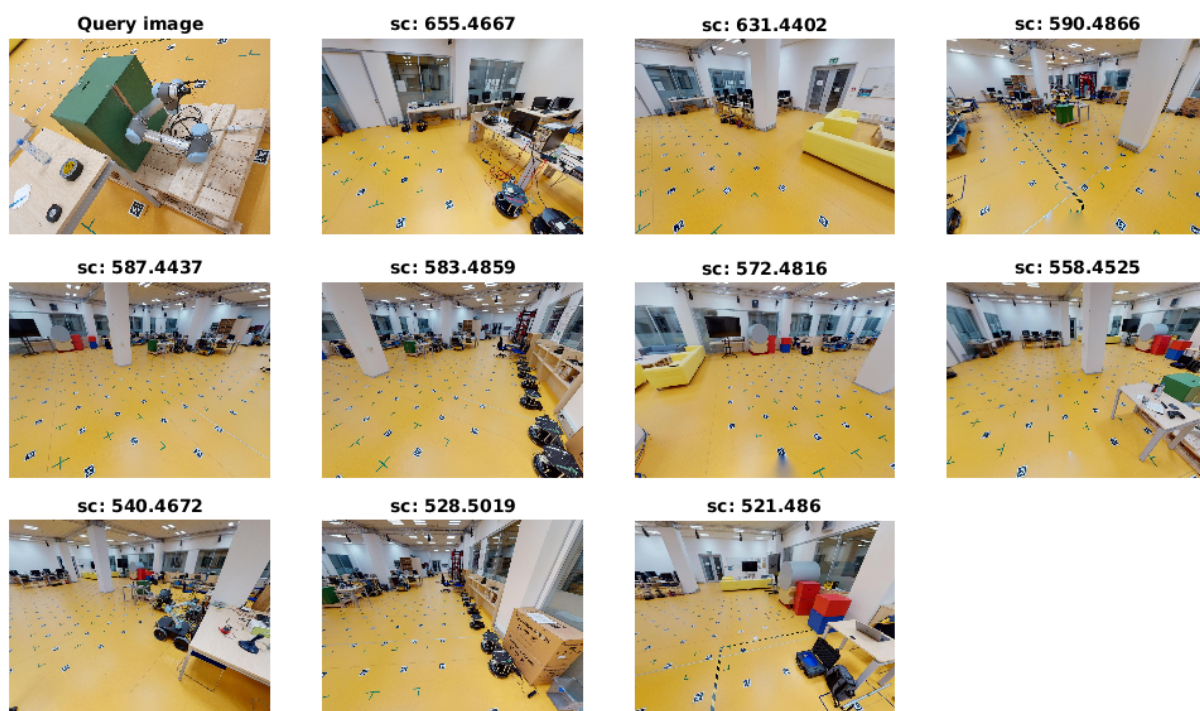 Query image
sc: 655.4667
sc: 631.4402
sc: 590.4866
sc: 587.4437
sc: 583.4859
sc: 572.4816
sc: 558.4525
sc: 540.4672
sc: 528.5019
sc: 521.486